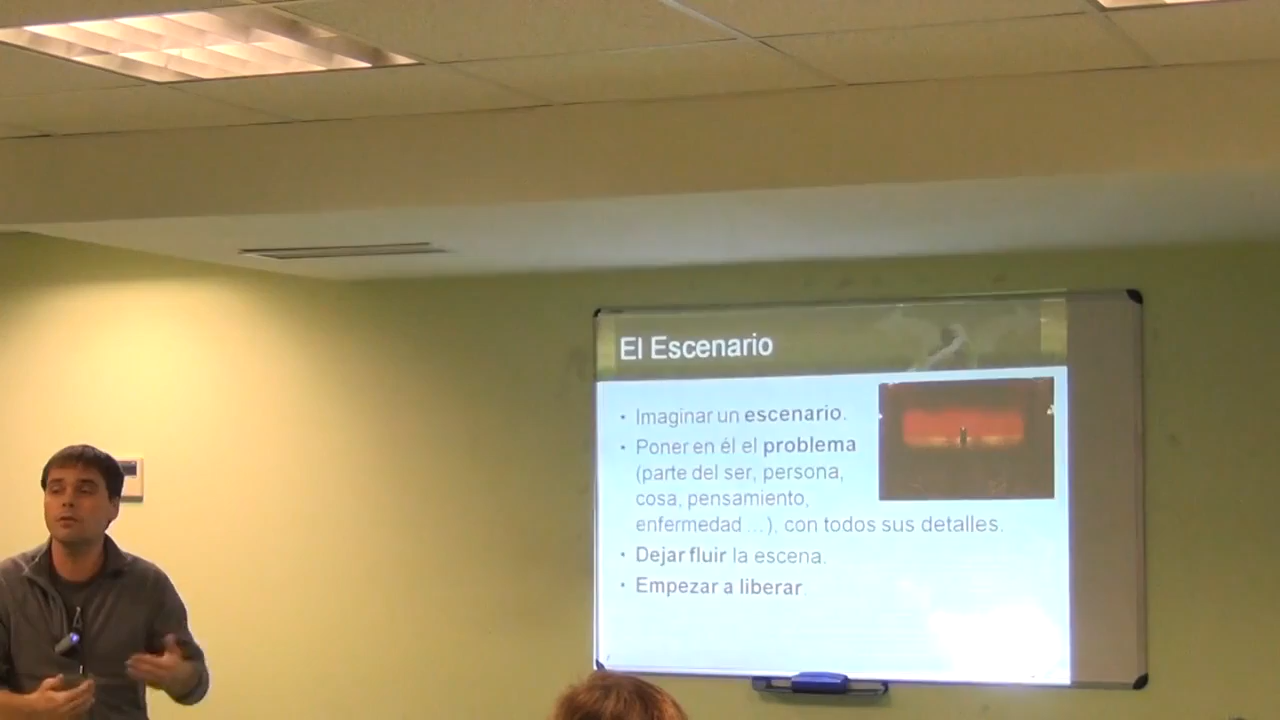 El Escenario
• Imaginar un escenario.
• Poner en él el problema
(parte del ser, persona,
cosa, pensamiento,
enfermedad ...), con todos sus detalles.
• Dejar fluir la escena.
• Empezar a liberar.